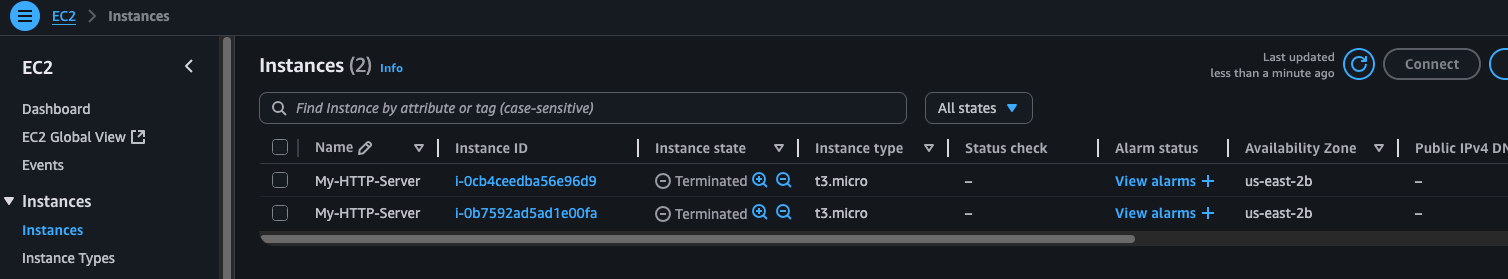 EC2 > Instances
EC2
Dashboard
EC2 Global View
Events
Instances
Instances
Instance Types
Instances (2) Info
Last updated
less than a minute ago
Connect
Find Instance by attribute or tag (case-sensitive)
All states
Name Instance ID Instance state Instance type Status check Alarm status Availability Zone Public IPv4 DN
My-HTTP-Server i-0cb4ceedba56e96d9 Terminated t3.micro – View alarms + us-east-2b –
My-HTTP-Server i-0b7592ad5ad1e00fa Terminated t3.micro – View alarms + us-east-2b –